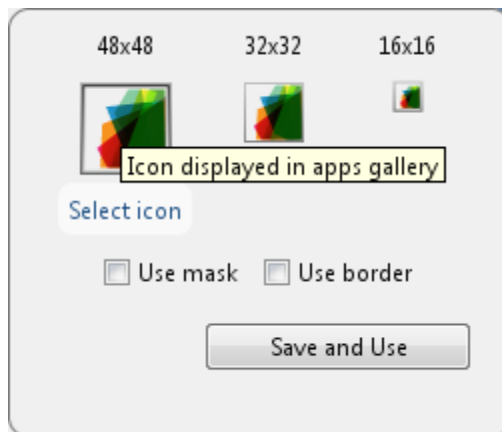 48x48 32x32 16x16
Icon displayed in apps gallery
Select icon
Use mask Use border
Save and Use